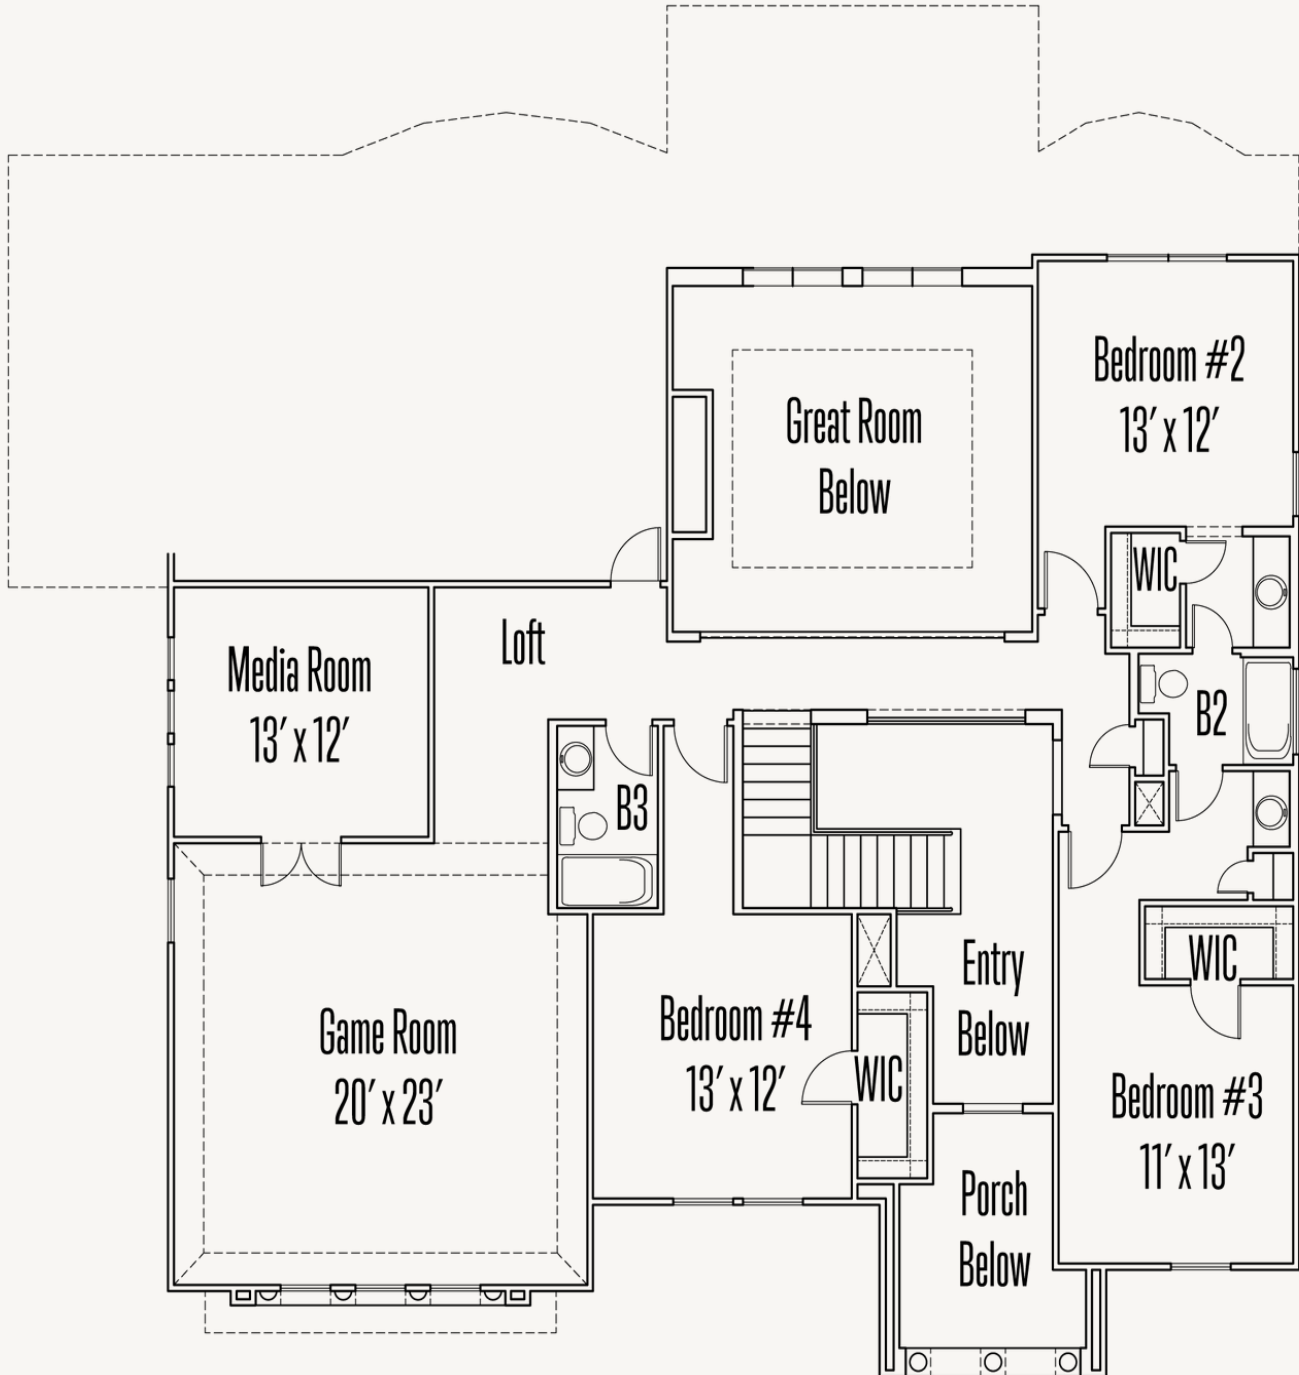 Bedroom #2
13' x 12'
Great Room
Below
WIC
Loft
Media Room
13' x 12'
B2
B3
WIC
Entry
Below
Bedroom #4
13' x 12'
WIC
Game Room
20' x 23'
Bedroom #3
11' x 13'
Porch
Below